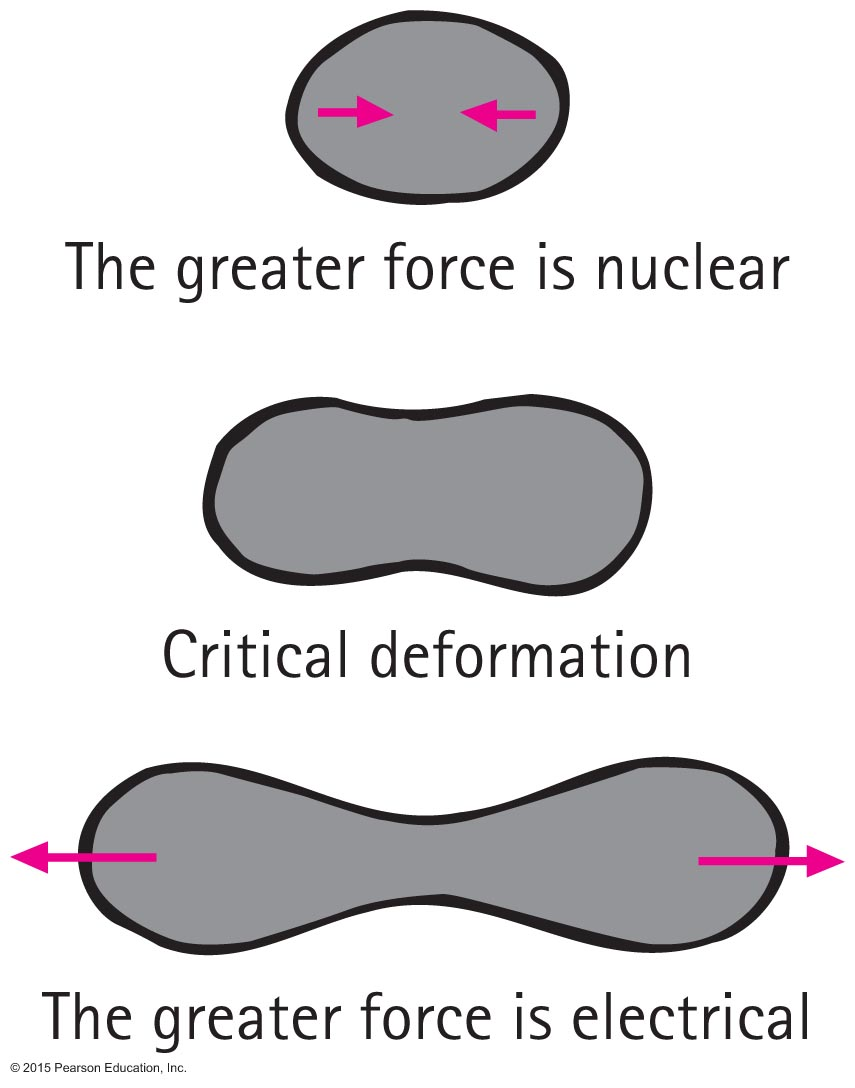 The greater force is nuclear
Critical deformation
The greater force is electrical
© 2015 Pearson Education, Inc.